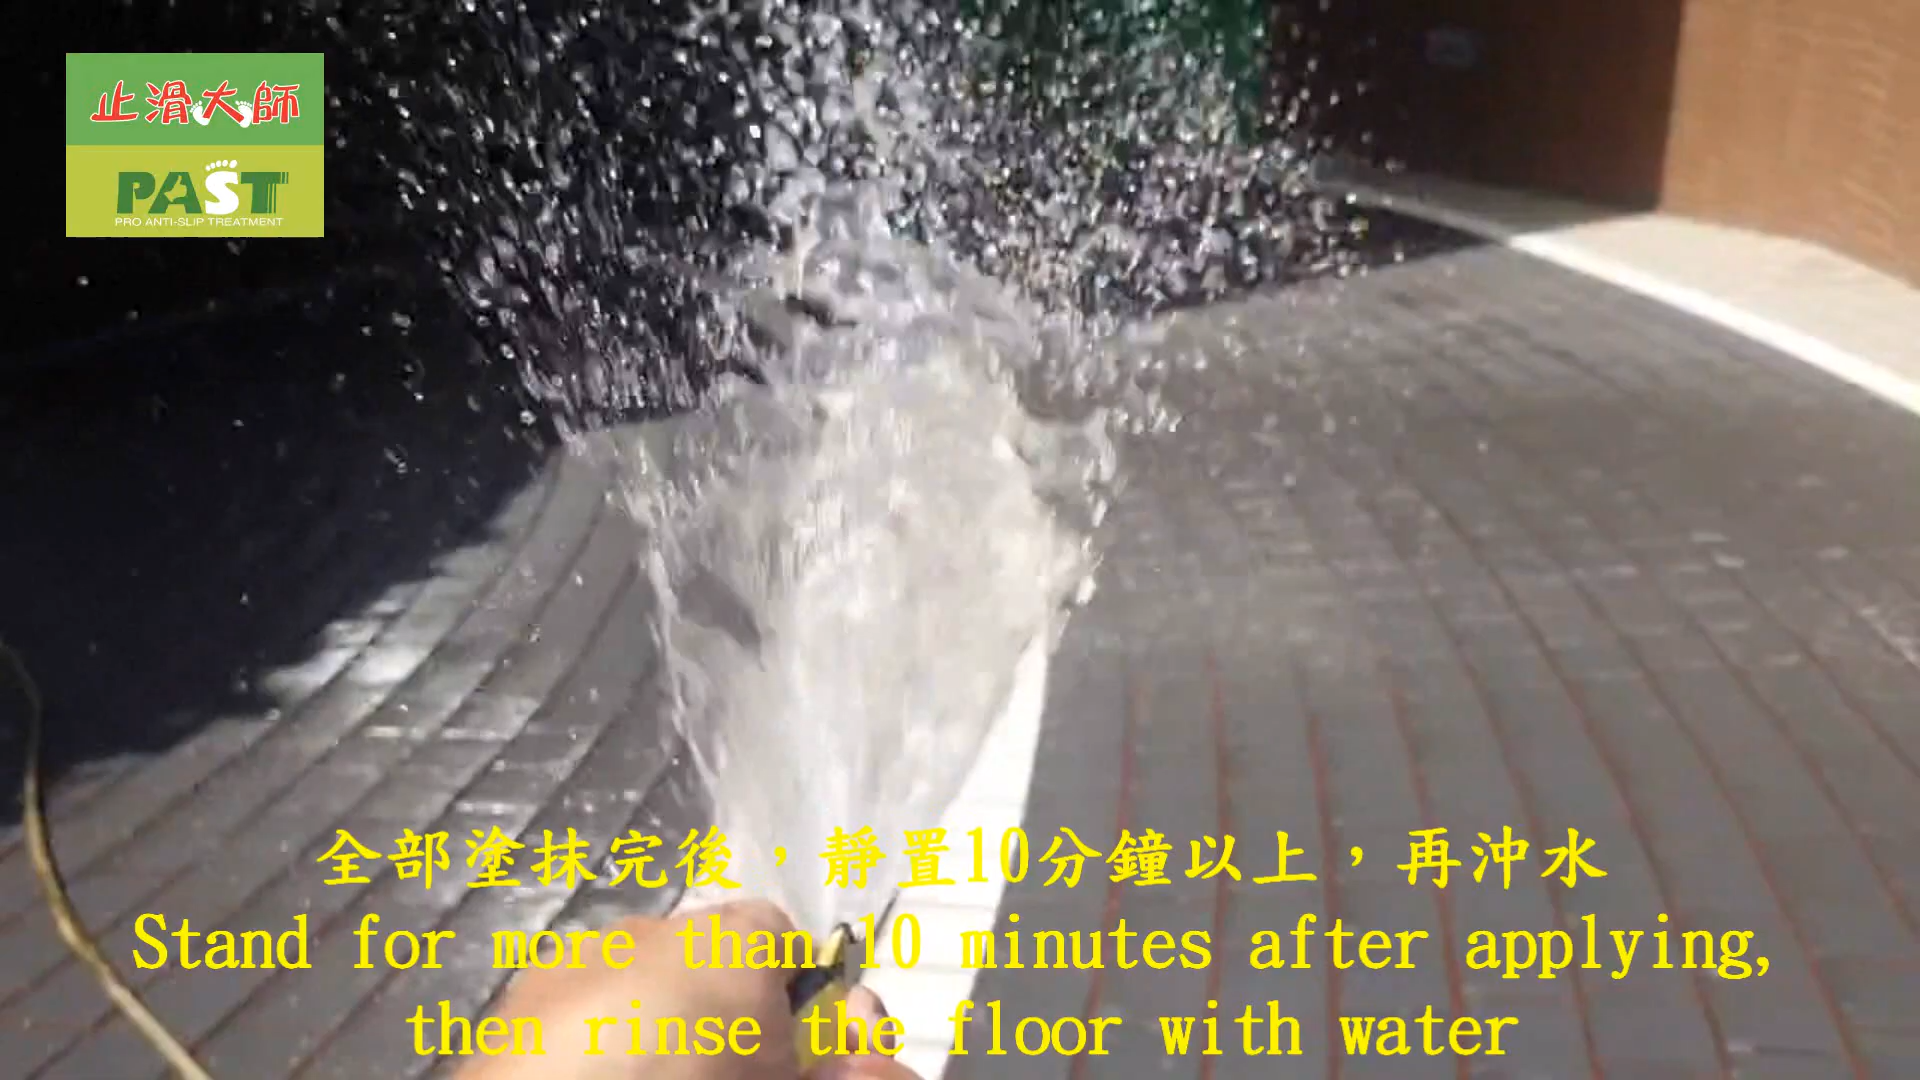 止滑大師
PAST
PRO ANTI-SLIP TREATMENT
全部塗抹完後，靜置10分鐘以上，再沖水
Stand for more than 10 minutes after applying,
then rinse the floor with water